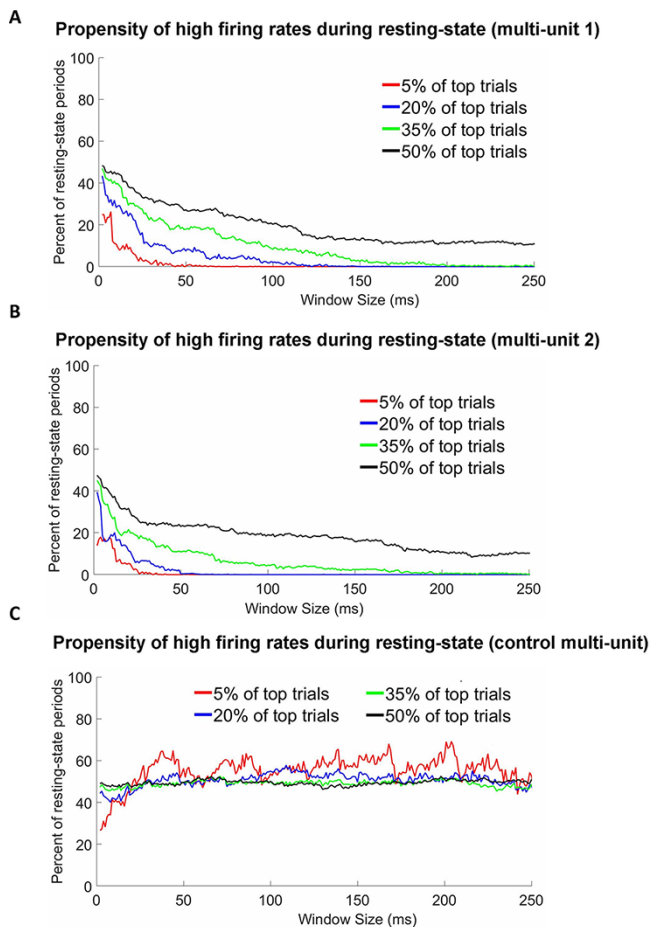 A
Propensity of high firing rates during resting-state (multi-unit 1)
Percent of resting-state periods
100
80
60
40
20
0
5% of top trials
20% of top trials
35% of top trials
50% of top trials
0 50 100 150 200 250
Window Size (ms)
B
Propensity of high firing rates during resting-state (multi-unit 2)
Percent of resting-state periods
100
80
60
40
20
0
5% of top trials
20% of top trials
35% of top trials
50% of top trials
0 50 100 150 200 250
Window Size (ms)
C
Propensity of high firing rates during resting-state (control multi-unit)
Percent of resting-state periods
100
80
60
40
20
0
5% of top trials 35% of top trials
20% of top trials 50% of top trials
0 50 100 150 200 250
Window Size (ms)